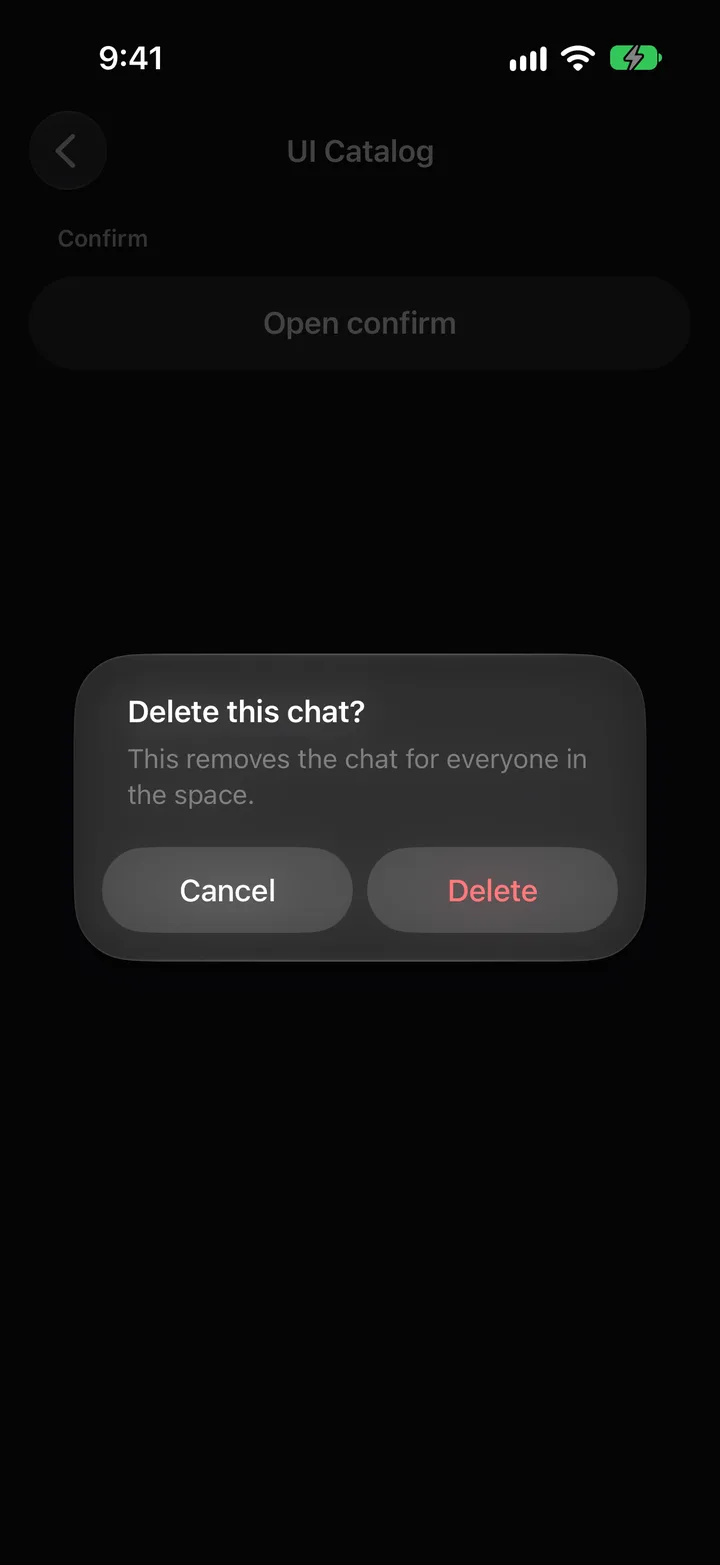 9:41
UI Catalog
Confirm
Open confirm
Delete this chat?
This removes the chat for everyone in
the space.
Cancel
Delete